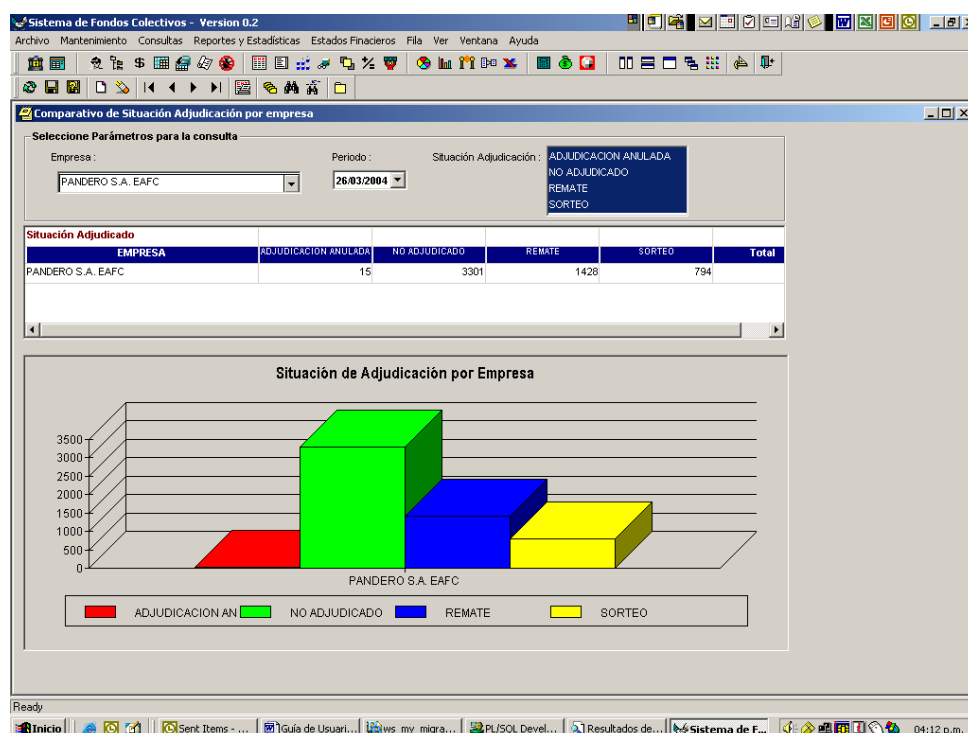 Sistema de Fondos Colectivos - Version 0.2
Archivo Mantenimiento Consultas Reportes y Estadísticas Estados Finacieros Fila Ver Ventana Ayuda
Comparativo de Situación Adjudicación por empresa
Seleccione Parámetros para la consulta
Empresa : Periodo : Situación Adjudicación : ADJUDICACION ANULADA
PANDERO S.A. EAFC 26/03/2004 NO ADJUDICADO
REMATE
SORTEO
Situación Adjudicado
EMPRESA ADJUDICACION ANULADA NO ADJUDICADO REMATE SORTEO Total
PANDERO S.A. EAFC 15 3301 1428 794
Situación de Adjudicación por Empresa
3500
3000
2500
2000
1500
1000
500
0
PANDERO S.A. EAFC
ADJUDICACION AN NO ADJUDICADO REMATE SORTEO
Ready
Inicio Sent Items - ... Guía de Usuari... ws_my_migra... PL/SQL Devel... Resultados de... Sistema de F... 04:12 p.m.